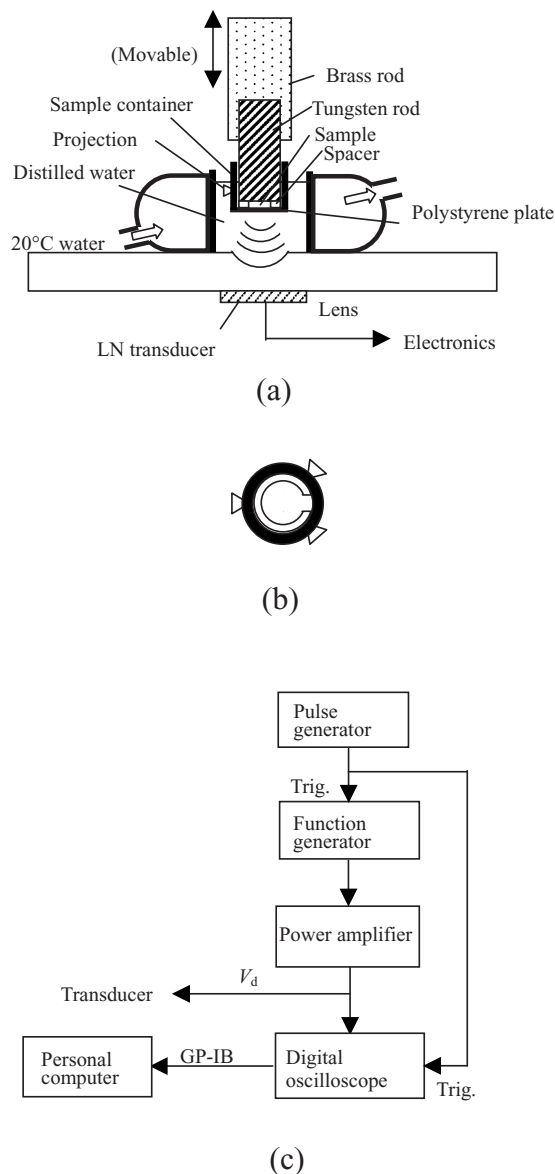 (Movable)
Brass rod
Sample container
Tungsten rod
Projection
Sample
Spacer
Distilled water
Polystyrene plate
20°C water
Lens
LN transducer
Electronics
(a)
(b)
Pulse
generator
Trig.
Function
generator
Power amplifier
Vd
Transducer
Personal
computer
GP-IB
Digital
oscilloscope
Trig.
(c)